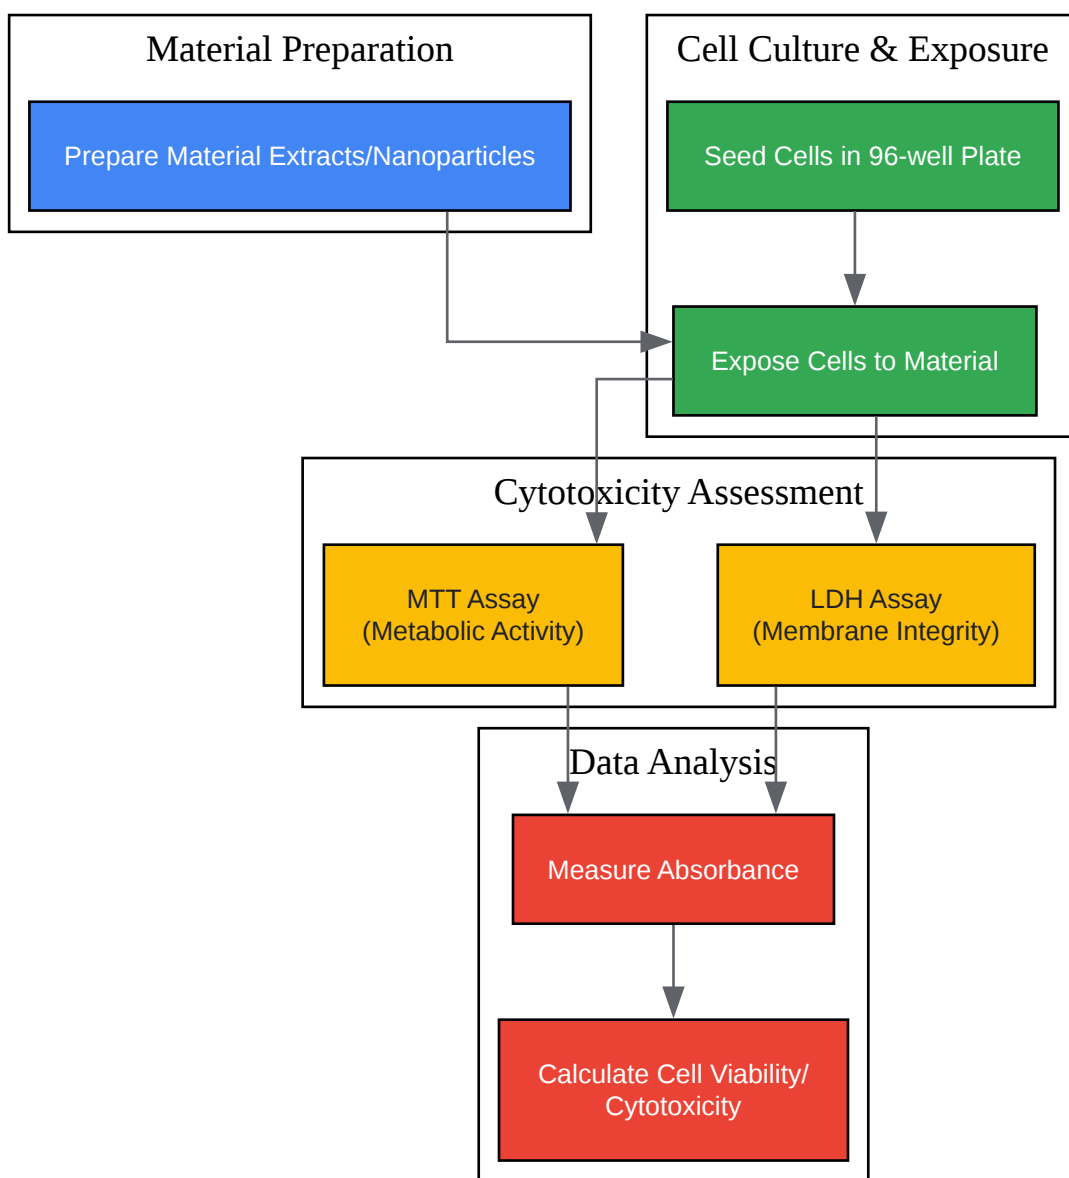 Material Preparation
Prepare Material Extracts/Nanoparticles
Cell Culture & Exposure
Seed Cells in 96-well Plate
Expose Cells to Material
Cytotoxicity Assessment
MTT Assay
(Metabolic Activity)
LDH Assay
(Membrane Integrity)
Data Analysis
Measure Absorbance
Calculate Cell Viability/
Cytotoxicity